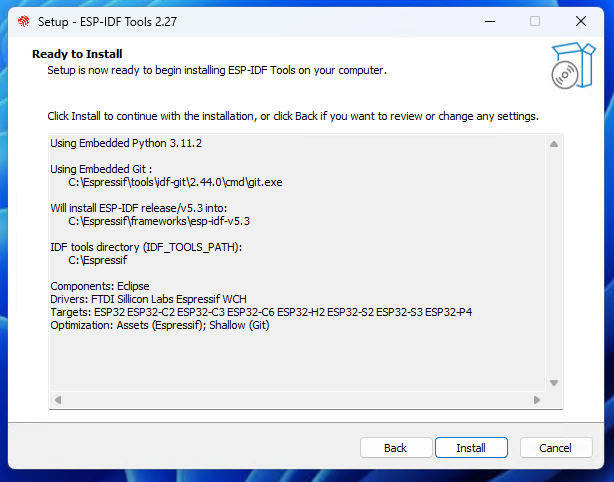 Setup - ESP-IDF Tools 2.27
Ready to Install
Setup is now ready to begin installing ESP-IDF Tools on your computer.
Click Install to continue with the installation, or click Back if you want to review or change any settings.
Using Embedded Python 3.11.2
Using Embedded Git :
C:\Espressif\tools\idf-git\2.44.0\cmd\git.exe
Will install ESP-IDF release/v5.3 into:
C:\Espressif\frameworks\esp-idf-v5.3
IDF tools directory (IDF_TOOLS_PATH):
C:\Espressif
Components: Eclipse
Drivers: FTDI Sillicon Labs Espressif WCH
Targets: ESP32 ESP32-C2 ESP32-C3 ESP32-C6 ESP32-H2 ESP32-S2 ESP32-S3 ESP32-P4
Optimization: Assets (Espressif); Shallow (Git)
Back
Install
Cancel